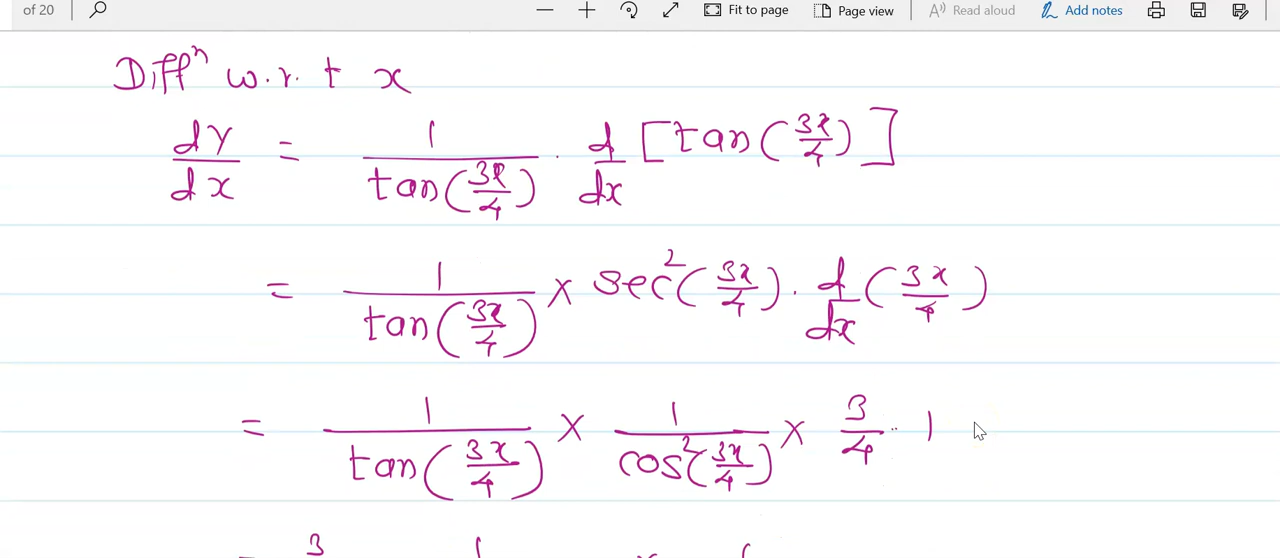 of 20 Fit to page Page view Read aloud Add notes
Diffⁿ w.r.t x
dy/dx = 1/tan(3x/4) · d/dx [tan(3x/4)]
= 1/tan(3x/4) × sec²(3x/4) · d/dx (3x/4)
= 1/tan(3x/4) × 1/cos²(3x/4) × 3/4 · 1
= 3